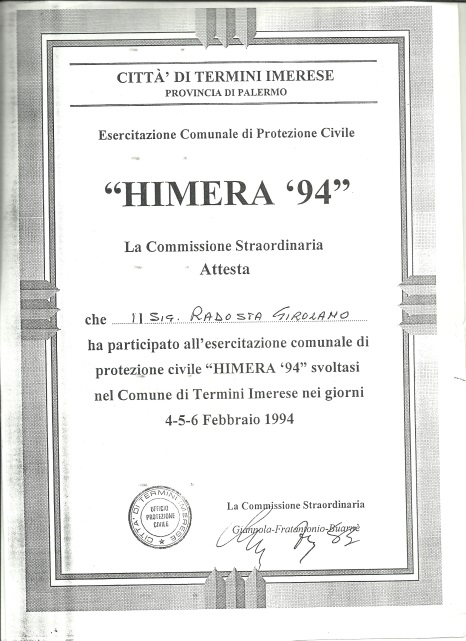 CITTÀ' DI TERMINI IMERESE
PROVINCIA DI PALERMO
Esercitazione Comunale di Protezione Civile
“HIMERA ‘94”
La Commissione Straordinaria
Attesta
che Il SIG. RADOSTA GIROLAMO
ha participato all'esercitazione comunale di
protezione civile “HIMERA ‘94” svoltasi
nel Comune di Termini Imerese nei giorni
4-5-6 Febbraio 1994
CITTÀ DI TERMINI IMERESE
UFFICIO
PROTEZIONE
CIVILE
La Commissione Straordinaria
Giannola-Fratantonio-Buarnè